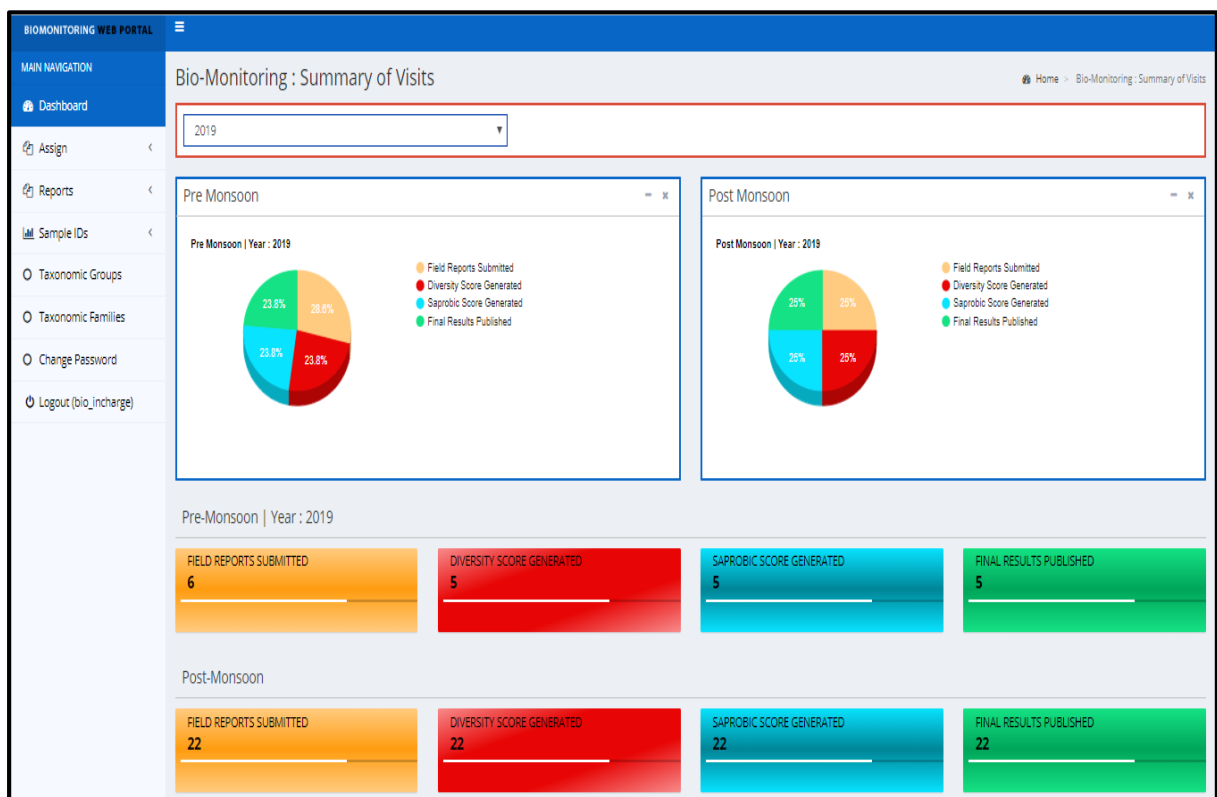 BIOMONITORING WEB PORTAL
MAIN NAVIGATION
Dashboard
Assign
Reports
Sample IDs
Taxonomic Groups
Taxonomic Families
Change Password
Logout (bio_incharge)
Bio-Monitoring : Summary of Visits
Home > Bio-Monitoring : Summary of Visits
2019
Pre Monsoon
Pre Monsoon | Year : 2019
Field Reports Submitted
Diversity Score Generated
Saprobic Score Generated
Final Results Published
23.8%
28.6%
23.8%
23.8%
Post Monsoon
Post Monsoon | Year : 2019
Field Reports Submitted
Diversity Score Generated
Saprobic Score Generated
Final Results Published
25%
25%
25%
25%
Pre-Monsoon | Year : 2019
FIELD REPORTS SUBMITTED
6
DIVERSITY SCORE GENERATED
5
SAPROBIC SCORE GENERATED
5
FINAL RESULTS PUBLISHED
5
Post-Monsoon
FIELD REPORTS SUBMITTED
22
DIVERSITY SCORE GENERATED
22
SAPROBIC SCORE GENERATED
22
FINAL RESULTS PUBLISHED
22